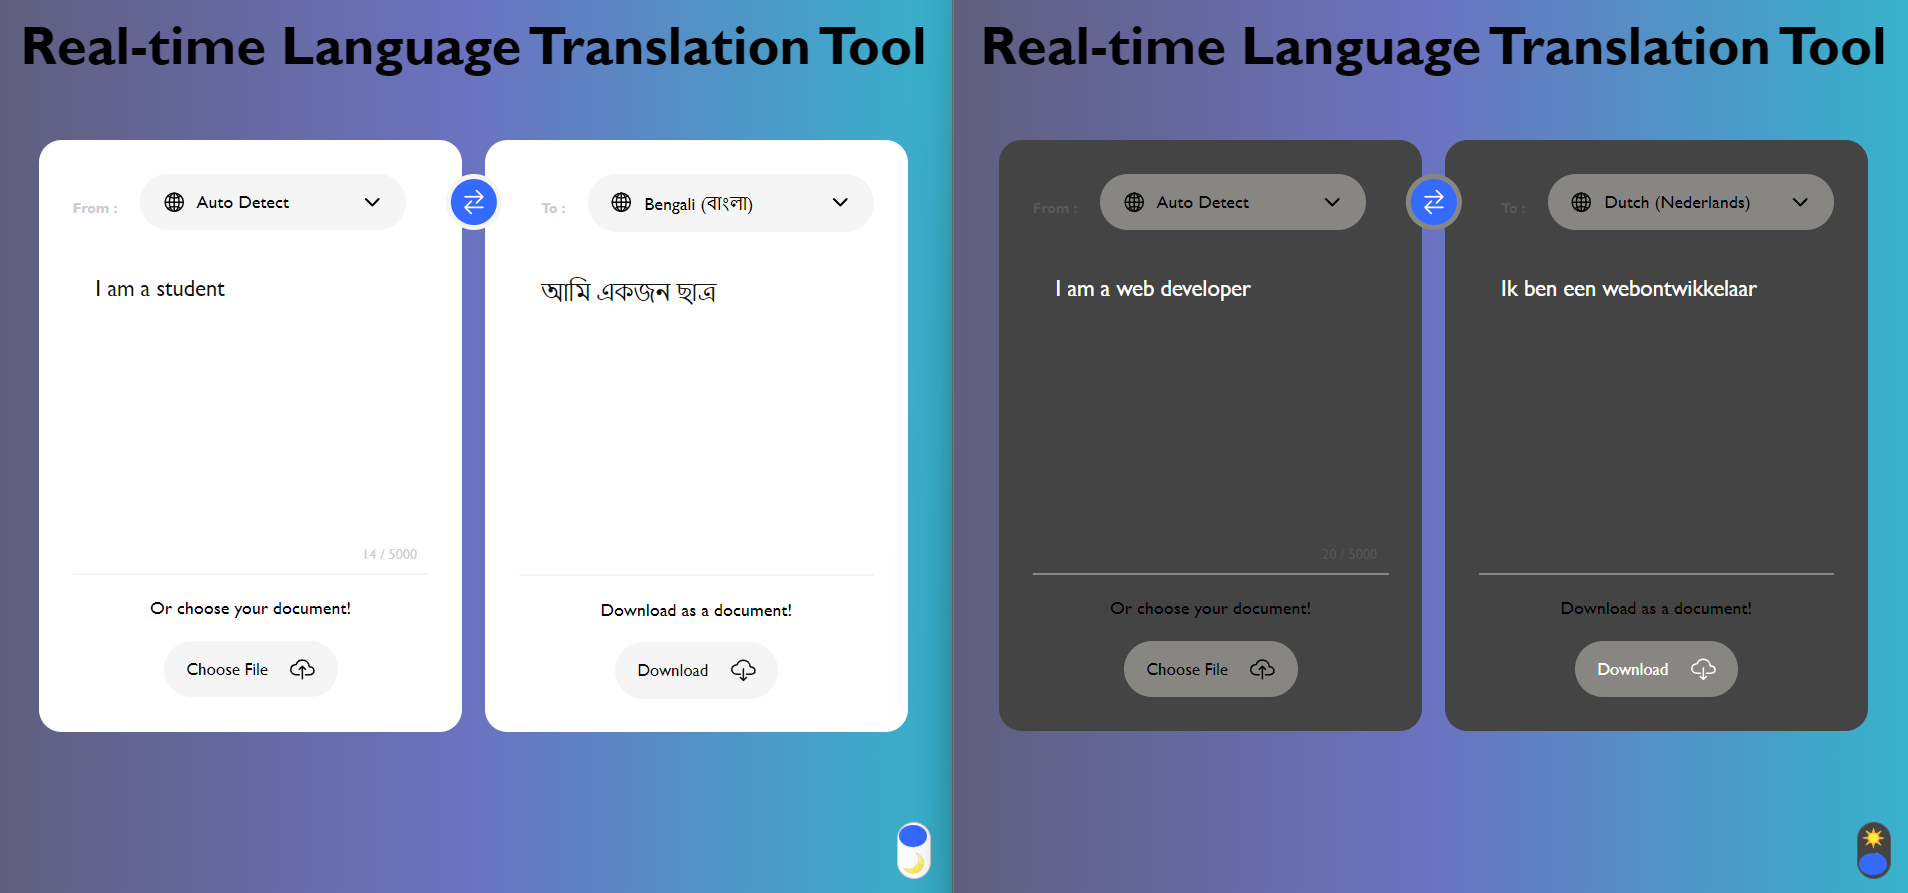 Real-time Language Translation Tool
From :
Auto Detect
To :
Bengali (বাংলা)
I am a student
আমি একজন ছাত্র
14 / 5000
Or choose your document!
Download as a document!
Choose File
Download
Real-time Language Translation Tool
From :
Auto Detect
To :
Dutch (Nederlands)
I am a web developer
Ik ben een webontwikkelaar
20 / 5000
Or choose your document!
Download as a document!
Choose File
Download